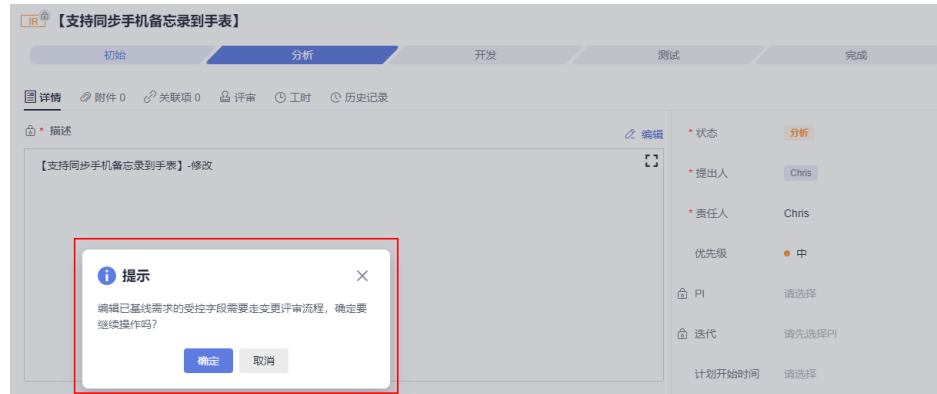 IR 【支持同步手机备忘录到手表】
初始 分析 开发 测试 完成
详情 附件 0 关联项 0 评审 工时 历史记录
* 描述 编辑
【支持同步手机备忘录到手表】-修改
* 状态 分析
* 提出人 Chris
* 责任人 Chris
优先级 中
PI 请选择
迭代 请先选择PI
计划开始时间 请选择
提示
编辑已基线需求的受控字段需要走变更评审流程，确定要
继续操作吗?
确定 取消